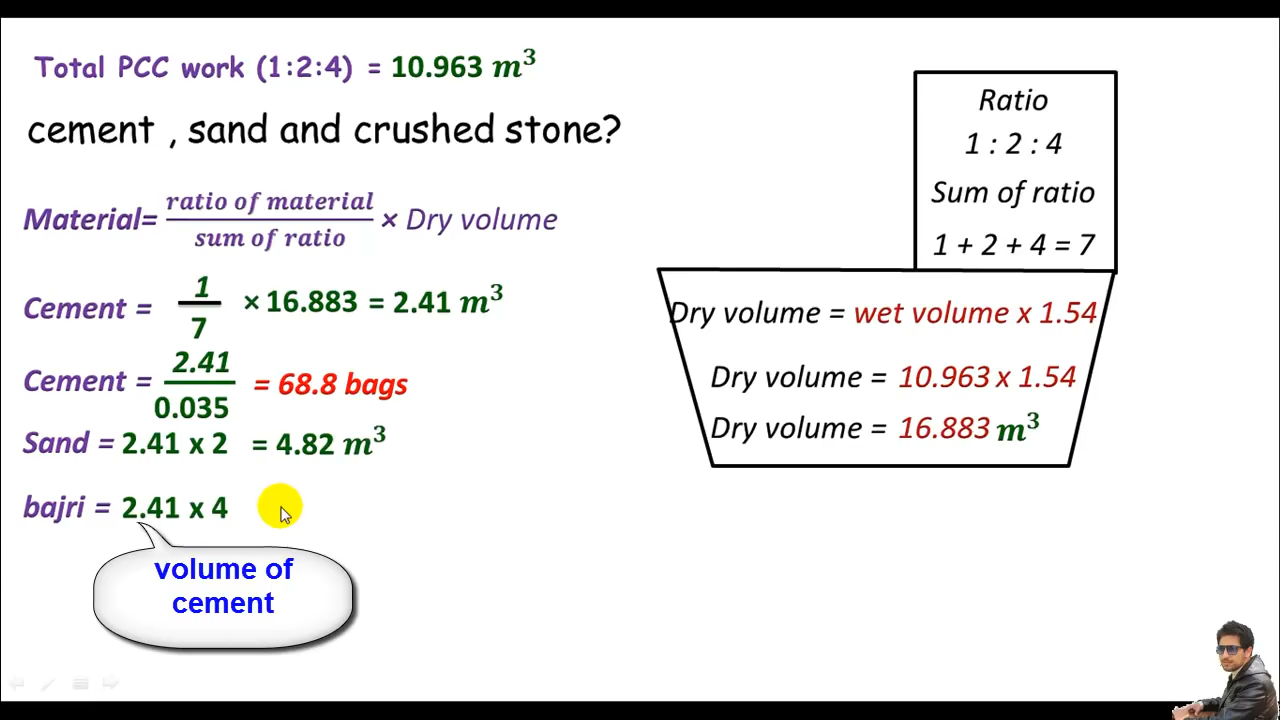 Total PCC work (1:2:4) = 10.963 m³
cement , sand and crushed stone?
Material= ratio of material / sum of ratio × Dry volume
Cement = 1 / 7 × 16.883 = 2.41 m³
Cement = 2.41 / 0.035 = 68.8 bags
Sand = 2.41 x 2 = 4.82 m³
bajri = 2.41 x 4
volume of
cement
Ratio
1 : 2 : 4
Sum of ratio
1 + 2 + 4 = 7
Dry volume = wet volume x 1.54
Dry volume = 10.963 x 1.54
Dry volume = 16.883 m³